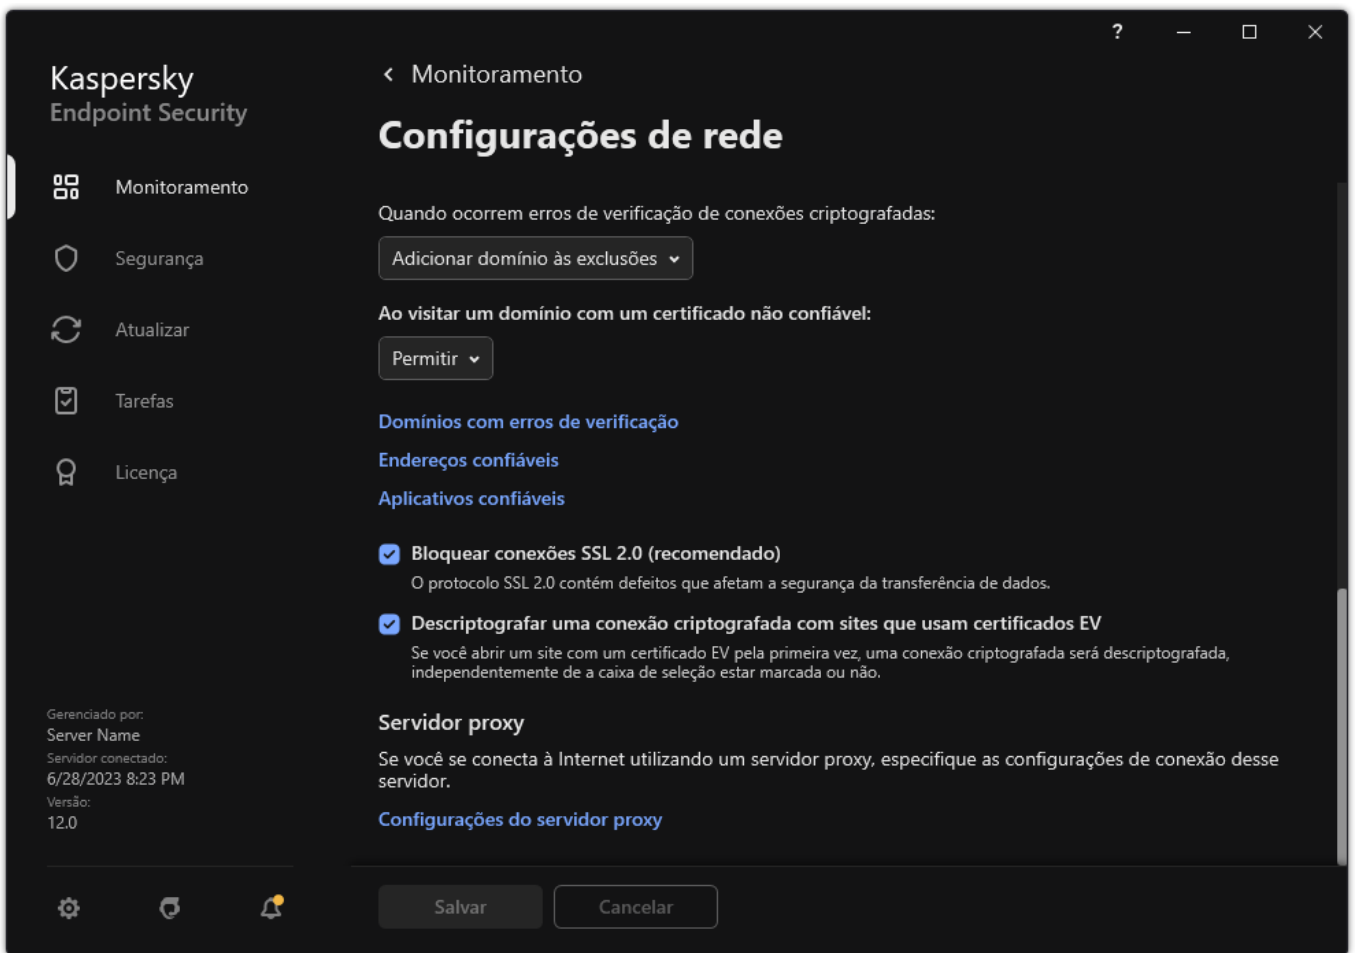 ?
Kaspersky
Endpoint Security
Monitoramento
Segurança
Atualizar
Tarefas
Licença
Gerenciado por:
Server Name
Servidor conectado:
6/28/2023 8:23 PM
Versão:
12.0
Monitoramento
Configurações de rede
Quando ocorrem erros de verificação de conexões criptografadas:
Adicionar domínio às exclusões
Ao visitar um domínio com um certificado não confiável:
Permitir
Domínios com erros de verificação
Endereços confiáveis
Aplicativos confiáveis
Bloquear conexões SSL 2.0 (recomendado)
O protocolo SSL 2.0 contém defeitos que afetam a segurança da transferência de dados.
Descriptografar uma conexão criptografada com sites que usam certificados EV
Se você abrir um site com um certificado EV pela primeira vez, uma conexão criptografada será descriptografada,
independentemente de a caixa de seleção estar marcada ou não.
Servidor proxy
Se você se conecta à Internet utilizando um servidor proxy, especifique as configurações de conexão desse
servidor.
Configurações do servidor proxy
Salvar
Cancelar